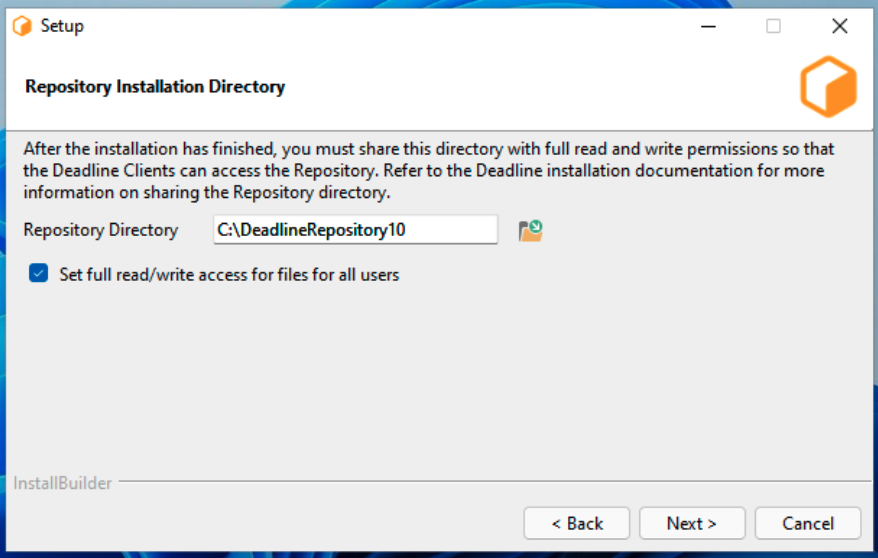 Setup
Repository Installation Directory
After the installation has finished, you must share this directory with full read and write permissions so that
the Deadline Clients can access the Repository. Refer to the Deadline installation documentation for more
information on sharing the Repository directory.
Repository Directory C:\DeadlineRepository10
Set full read/write access for files for all users
InstallBuilder
< Back Next > Cancel